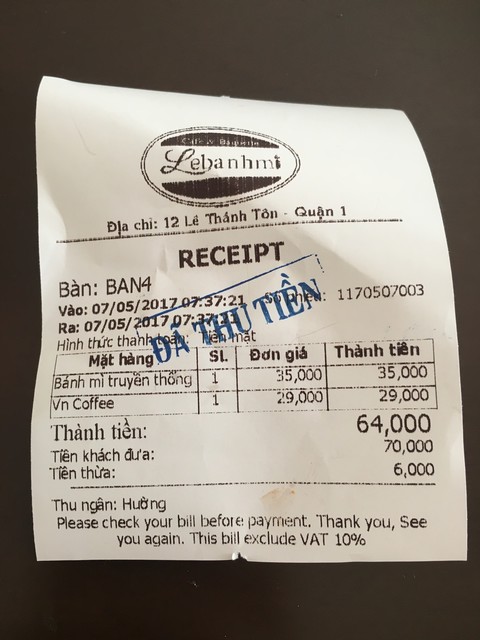 Café & Bánhmì
Lebanhmi
Địa chỉ: 12 Lê Thánh Tôn - Quận 1
RECEIPT
Bàn: BAN4
Vào: 07/05/2017 07:37:21 Số phiếu: 1170507003
Ra: 07/05/2017 07:37:21
Hình thức thanh toán: Tiền mặt
ĐÃ THU TIỀN
Mặt hàng Sl. Đơn giá Thành tiền
Bánh mì truyền thống 1 35,000 35,000
Vn Coffee 1 29,000 29,000
Thành tiền: 64,000
Tiền khách đưa: 70,000
Tiền thừa: 6,000
Thu ngân: Hường
Please check your bill before payment. Thank you, See
you again. This bill exclude VAT 10%